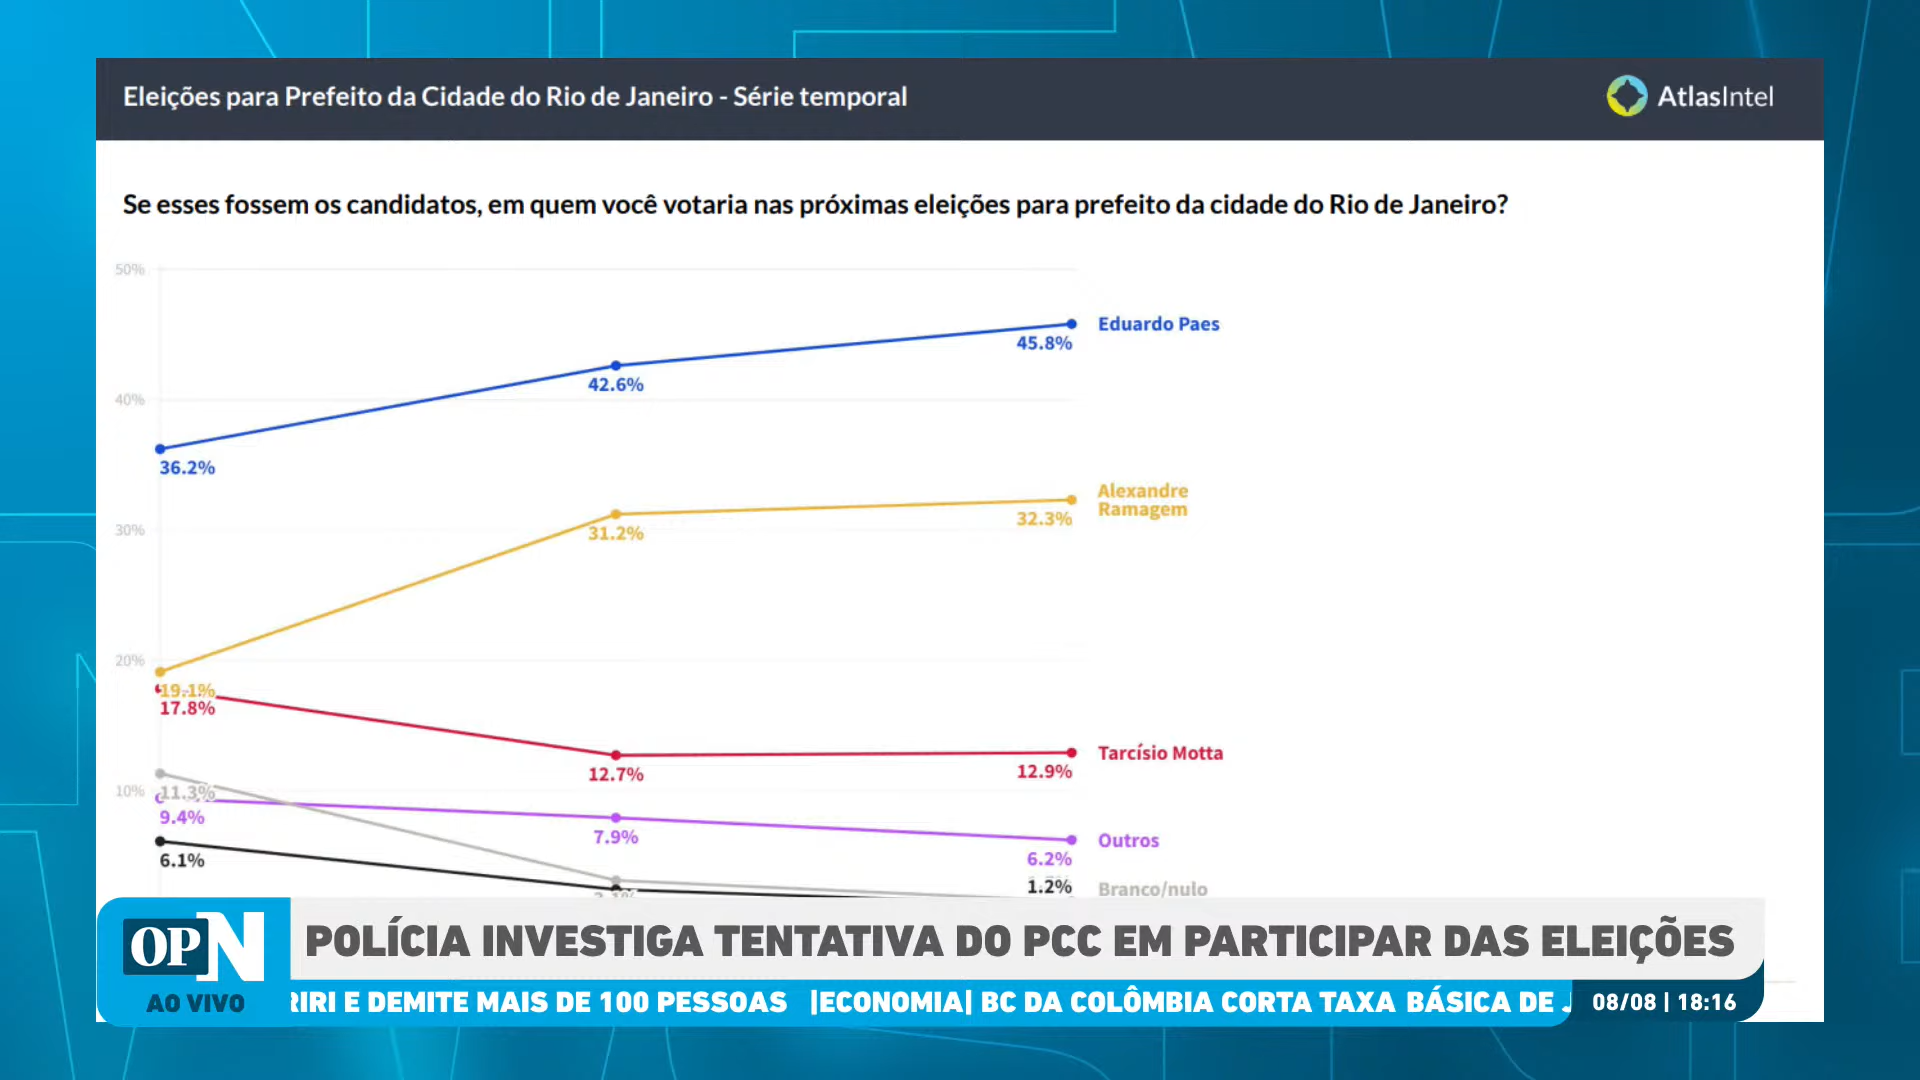 Eleições para Prefeito da Cidade do Rio de Janeiro - Série temporal
AtlasIntel
Se esses fossem os candidatos, em quem você votaria nas próximas eleições para prefeito da cidade do Rio de Janeiro?
50%
40%
30%
20%
10%
Eduardo Paes
45.8%
42.6%
36.2%
Alexandre
Ramagem
32.3%
31.2%
19.1%
17.8%
Tarcísio Motta
12.7%
12.9%
11.3%
9.4%
7.9%
Outros
6.2%
6.1%
1.2%
Branco/nulo
OPN
AO VIVO
POLÍCIA INVESTIGA TENTATIVA DO PCC EM PARTICIPAR DAS ELEIÇÕES
RIRI E DEMITE MAIS DE 100 PESSOAS |ECONOMIA| BC DA COLÔMBIA CORTA TAXA BÁSICA DE
08/08 | 18:16